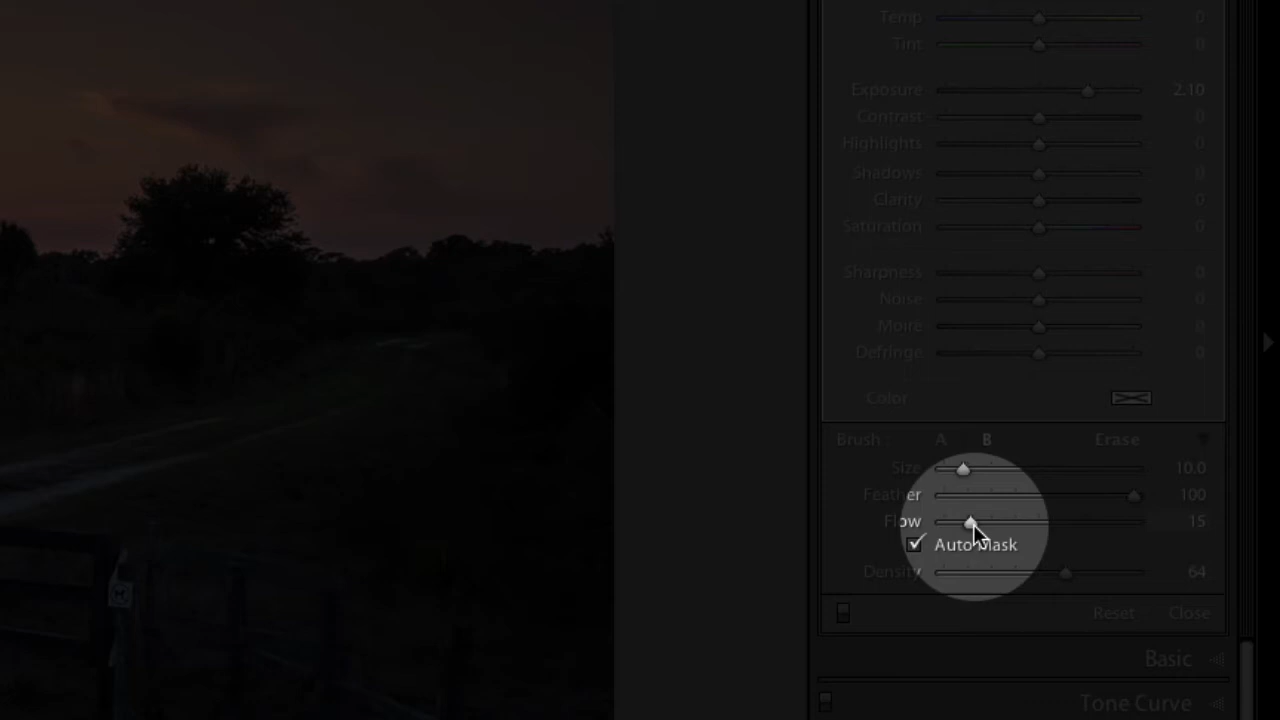 Temp 0
Tint 0
Exposure 2.10
Contrast 0
Highlights 0
Shadows 0
Clarity 0
Saturation 0
Sharpness 0
Noise 0
Moire 0
Defringe 0
Color
Brush A B Erase
Size 10.0
Feather 100
Flow 15
Auto Mask
Density 64
Reset Close
Basic
Tone Curve